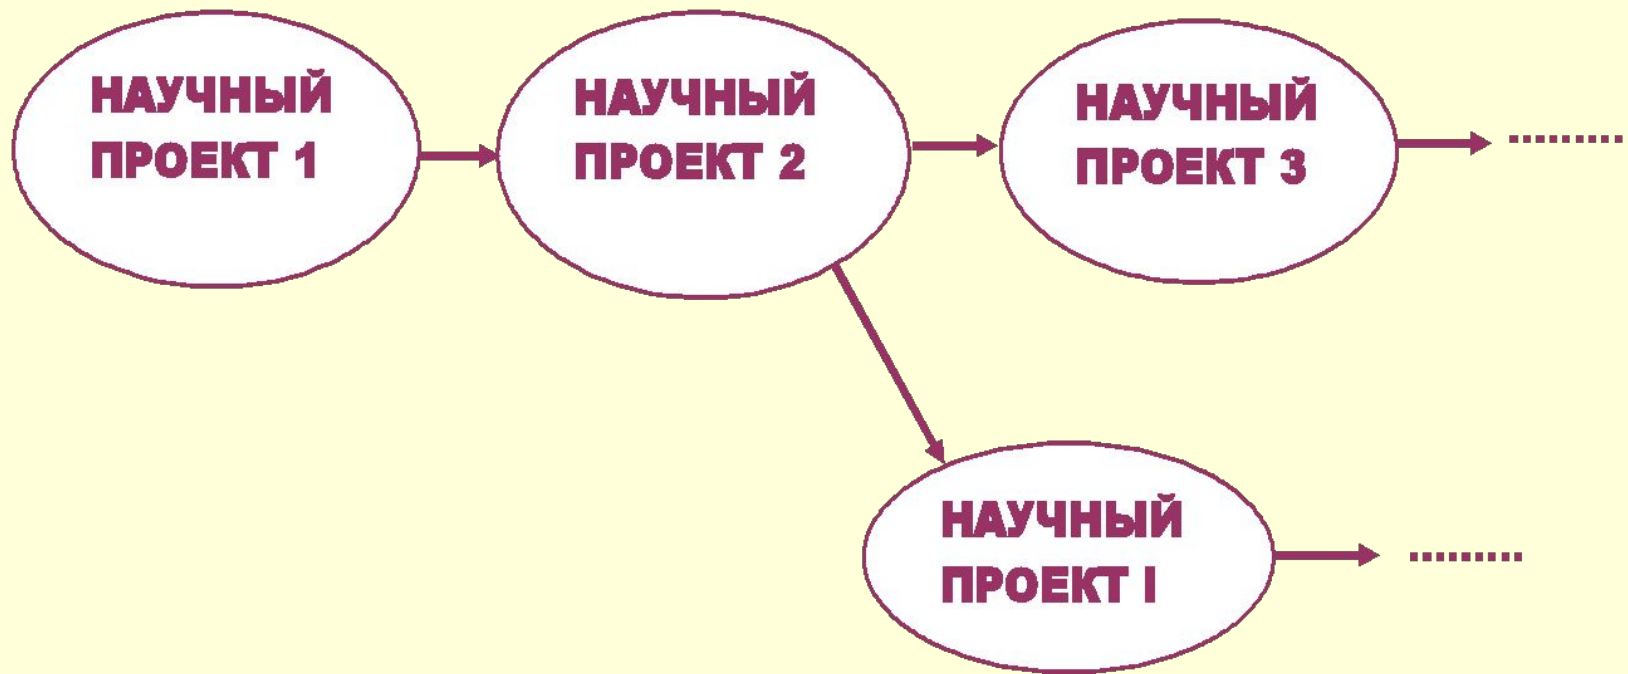 НАУЧНЫЙ
ПРОЕКТ 1
НАУЧНЫЙ
ПРОЕКТ 2
НАУЧНЫЙ
ПРОЕКТ 3
.........
НАУЧНЫЙ
ПРОЕКТ I
.........